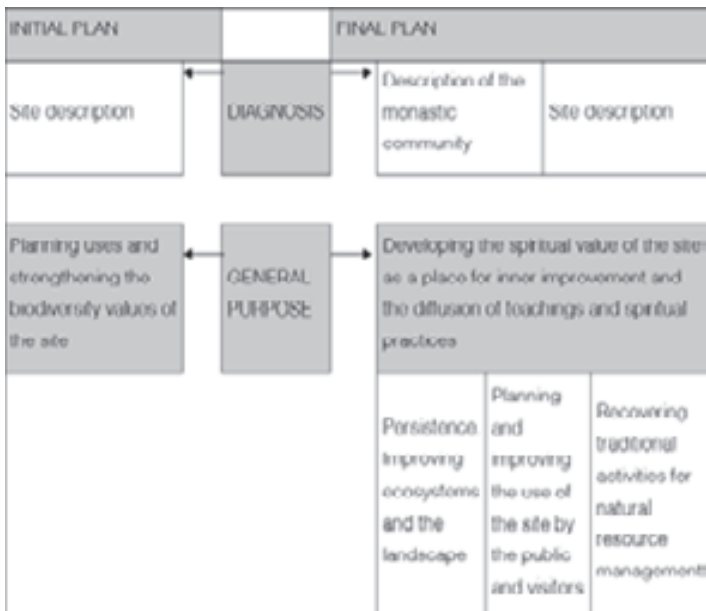 INITIAL PLAN
FINAL PLAN
Site description
DIAGNOSIS
Description of the
monastic
community
Site description
Planning uses and
strengthening the
biodiversity values of
the site
GENERAL
PURPOSE
Developing the spiritual value of the site
as a place for inner improvement and
the diffusion of teachings and spiritual
practices
Persistence.
Improving
ecosystems
and the
landscape
Planning
and
improving
the use of
the site by
the public
and visitors
Recovering
traditional
activities for
natural
resource
management